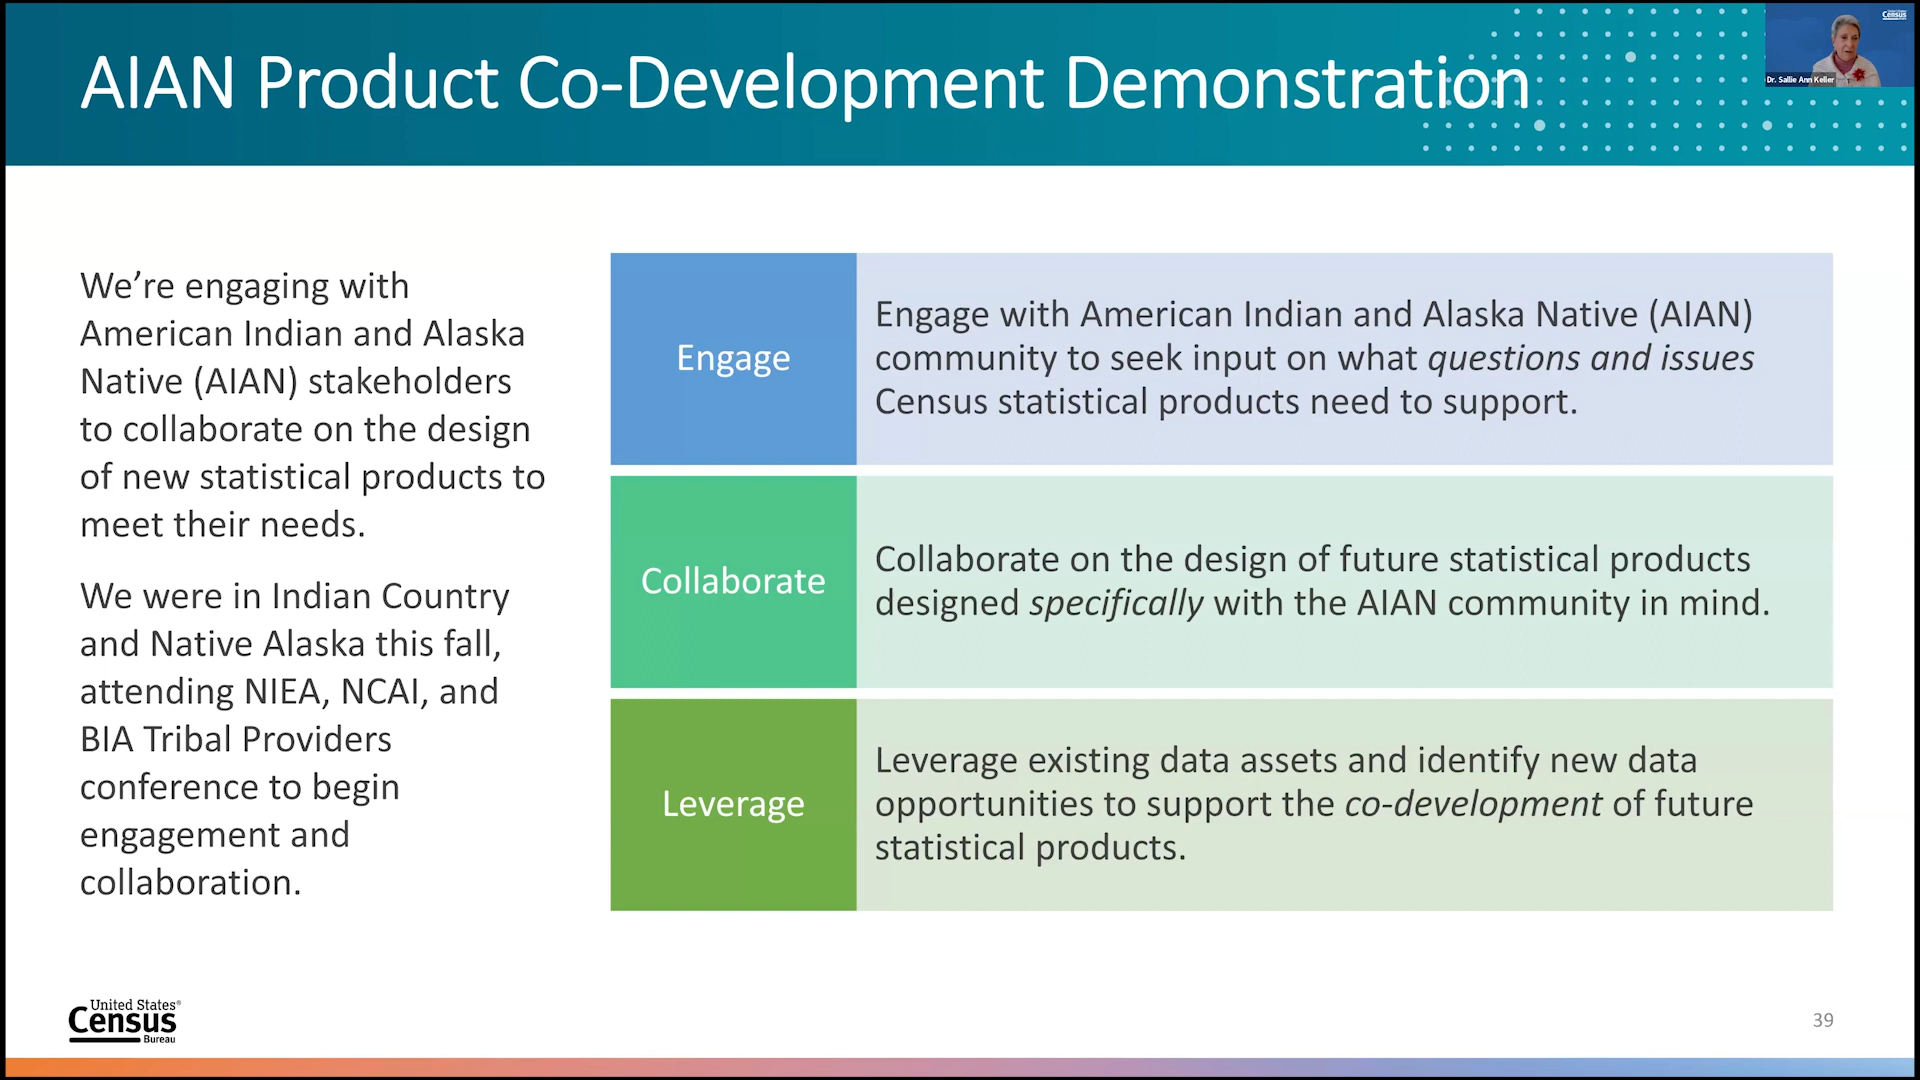 AIAN Product Co-Development Demonstration
Census
Dr. Sallie Ann Keller
We’re engaging with
American Indian and Alaska
Native (AIAN) stakeholders
to collaborate on the design
of new statistical products to
meet their needs.
We were in Indian Country
and Native Alaska this fall,
attending NIEA, NCAI, and
BIA Tribal Providers
conference to begin
engagement and
collaboration.
Engage
Engage with American Indian and Alaska Native (AIAN)
community to seek input on what questions and issues
Census statistical products need to support.
Collaborate
Collaborate on the design of future statistical products
designed specifically with the AIAN community in mind.
Leverage
Leverage existing data assets and identify new data
opportunities to support the co-development of future
statistical products.
United States®
Census
Bureau
39